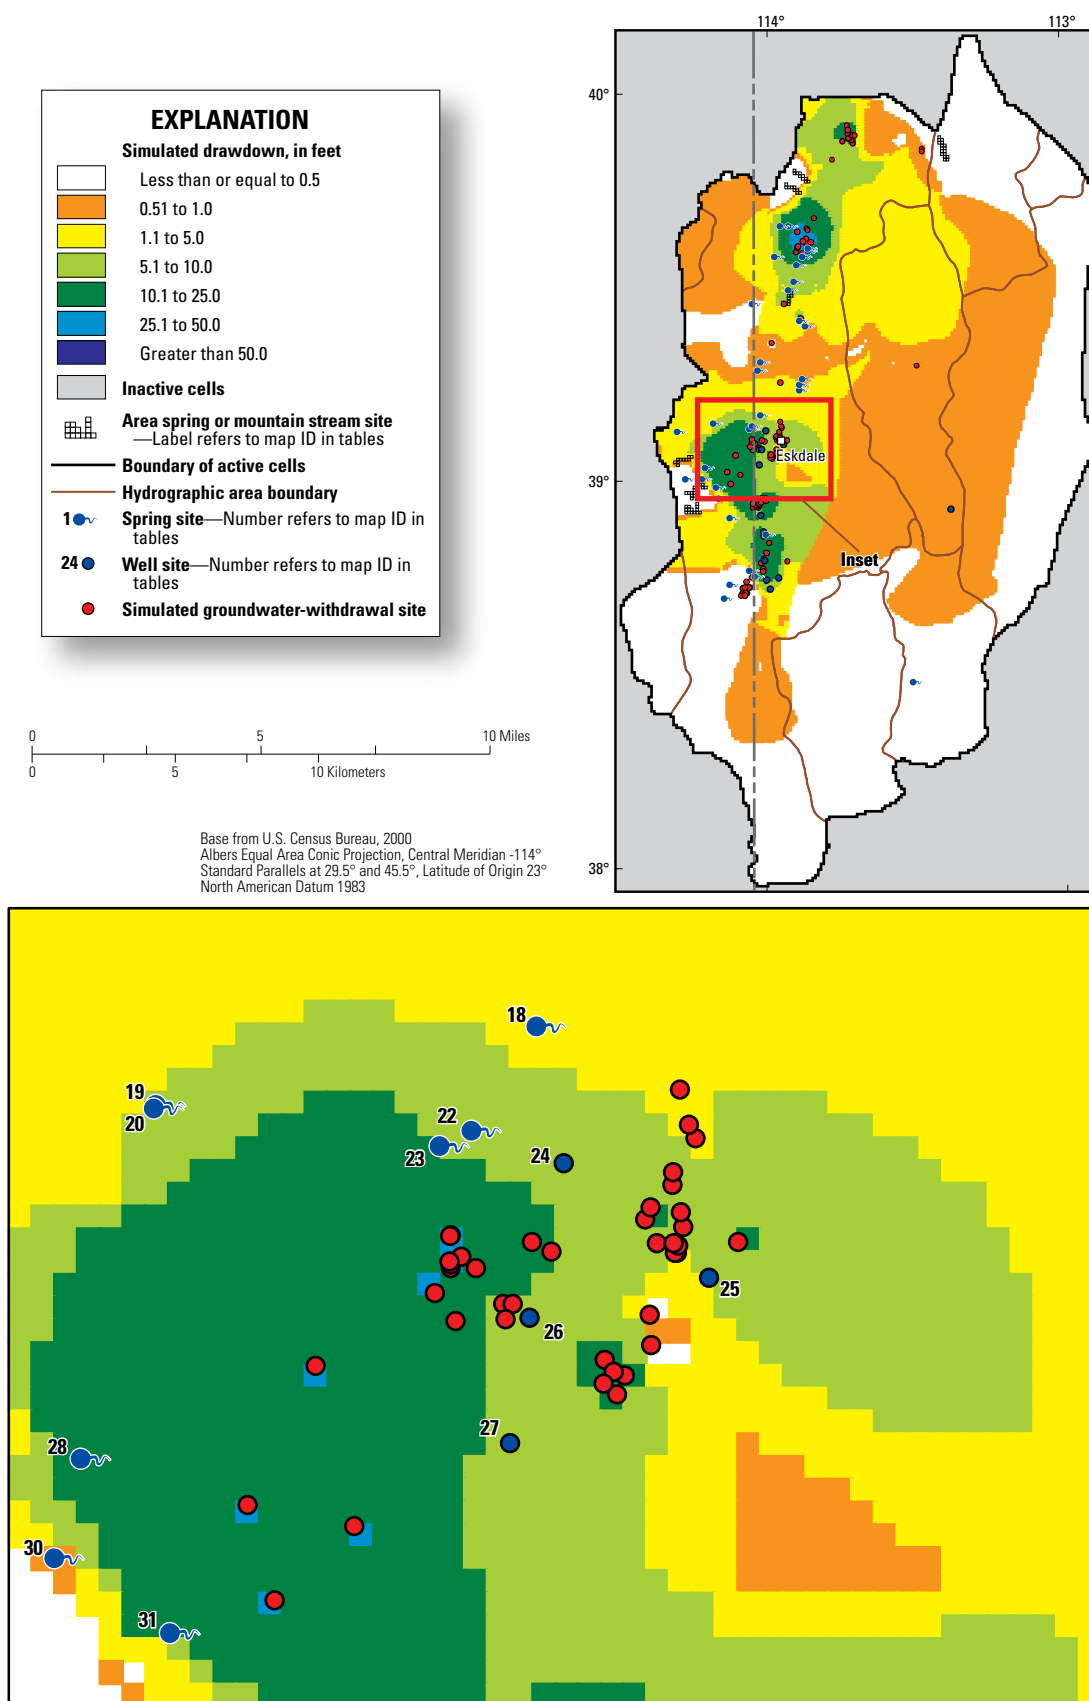 EXPLANATION
Simulated drawdown, in feet
Less than or equal to 0.5
0.51 to 1.0
1.1 to 5.0
5.1 to 10.0
10.1 to 25.0
25.1 to 50.0
Greater than 50.0
Inactive cells
Area spring or mountain stream site
—Label refers to map ID in tables
Boundary of active cells
Hydrographic area boundary
1 Spring site—Number refers to map ID in
tables
24 Well site—Number refers to map ID in
tables
Simulated groundwater-withdrawal site
0 5 10 Miles
0 5 10 Kilometers
Base from U.S. Census Bureau, 2000
Albers Equal Area Conic Projection, Central Meridian -114°
Standard Parallels at 29.5° and 45.5°, Latitude of Origin 23°
North American Datum 1983
114° 113°
40°
39°
38°
Eskdale
Inset
18
19
20
22
23
24
25
26
27
28
30
31